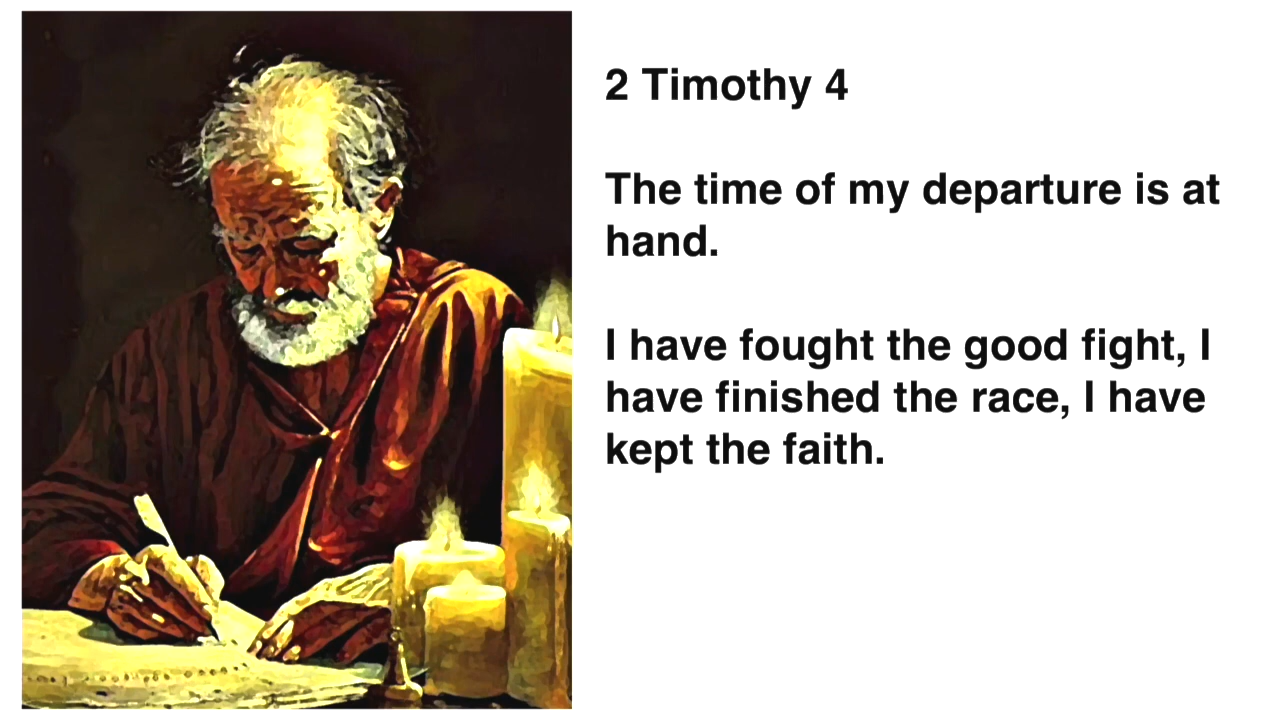 2 Timothy 4
The time of my departure is at
hand.
I have fought the good fight, I
have finished the race, I have
kept the faith.